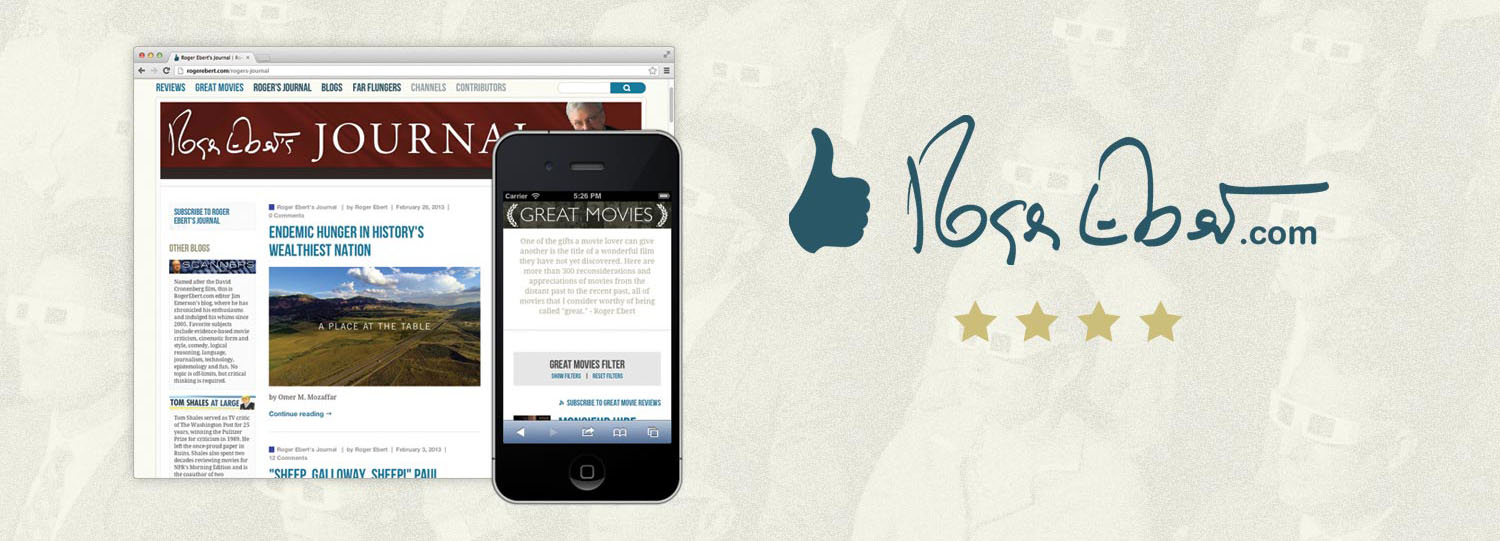 Roger Ebert's Journal | Ro
rogerebert.com/rogers-journal
REVIEWS GREAT MOVIES ROGER'S JOURNAL BLOGS FAR FLUNGERS CHANNELS CONTRIBUTORS
Roger Ebert's JOURNAL
SUBSCRIBE TO ROGER
EBERT'S JOURNAL
OTHER BLOGS
SCANNERS
Named after the David
Cronenberg film, this is
RogerEbert.com editor Jim
Emerson's blog, where he has
chronicled his enthusiasms
and indulged his whims since
2005. Favorite subjects
include evidence-based movie
criticism, cinematic form and
style, comedy, logical
reasoning, language,
journalism, technology,
epistemology and fun. No
topic is off-limits, but critical
thinking is required.
TOM SHALES AT LARGE
Tom Shales served as TV critic
of The Washington Post for 25
years, winning the Pulitzer
Prize for criticism in 1989. He
left the once-proud paper in
Ruins. Shales also spent two
decades reviewing movies for
NPR's Morning Edition and is
the coauthor of two
Roger Ebert's Journal | by Roger Ebert | February 28, 2013 |
0 Comments
ENDEMIC HUNGER IN HISTORY'S
WEALTHIEST NATION
A PLACE AT THE TABLE
by Omer M. Mozaffar
Continue reading →
Roger Ebert's Journal | by Roger Ebert | February 3, 2013 |
12 Comments
"SHEEP, GALLOWAY, SHEEP!" PAUL
Carrier 5:26 PM
GREAT MOVIES
One of the gifts a movie lover can give
another is the title of a wonderful film
they have not yet discovered. Here are
more than 300 reconsiderations and
appreciations of movies from the
distant past to the recent past, all of
movies that I consider worthy of being
called "great." - Roger Ebert
GREAT MOVIES FILTER
SHOW FILTERS | RESET FILTERS
SUBSCRIBE TO GREAT MOVIE REVIEWS
MONSIEUR HIRE
Roger Ebert.com